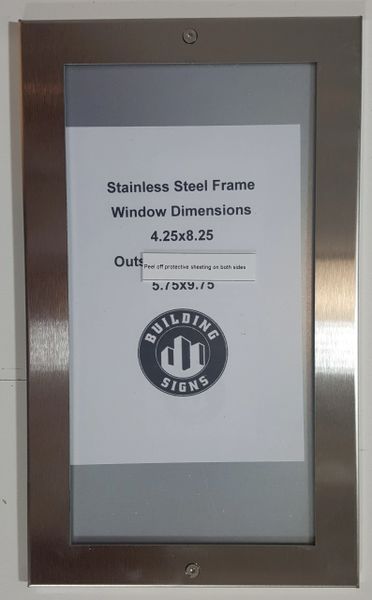 Stainless Steel Frame
Window Dimensions
4.25x8.25
Peel off protective sheeting on both sides
5.75x9.75
BUILDING
SIGNS